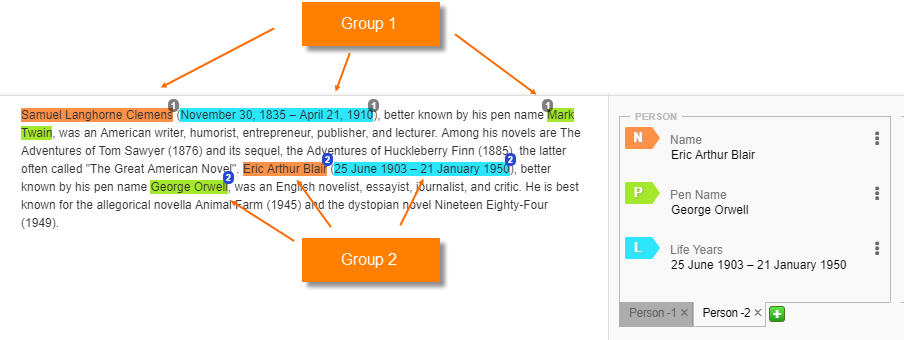 Group 1
1 1 1
Samuel Langhorne Clemens (November 30, 1835 – April 21, 1910), better known by his pen name Mark
Twain, was an American writer, humorist, entrepreneur, publisher, and lecturer. Among his novels are The
Adventures of Tom Sawyer (1876) and its sequel, the Adventures of Huckleberry Finn (1885), the latter
2 2
often called "The Great American Novel". Eric Arthur Blair (25 June 1903 – 21 January 1950), better
2
known by his pen name George Orwell, was an English novelist, essayist, journalist, and critic. He is best
known for the allegorical novella Animal Farm (1945) and the dystopian novel Nineteen Eighty-Four
(1949).
Group 2
PERSON
N Name
Eric Arthur Blair
P Pen Name
George Orwell
L Life Years
25 June 1903 – 21 January 1950
Person -1 × Person -2 ×